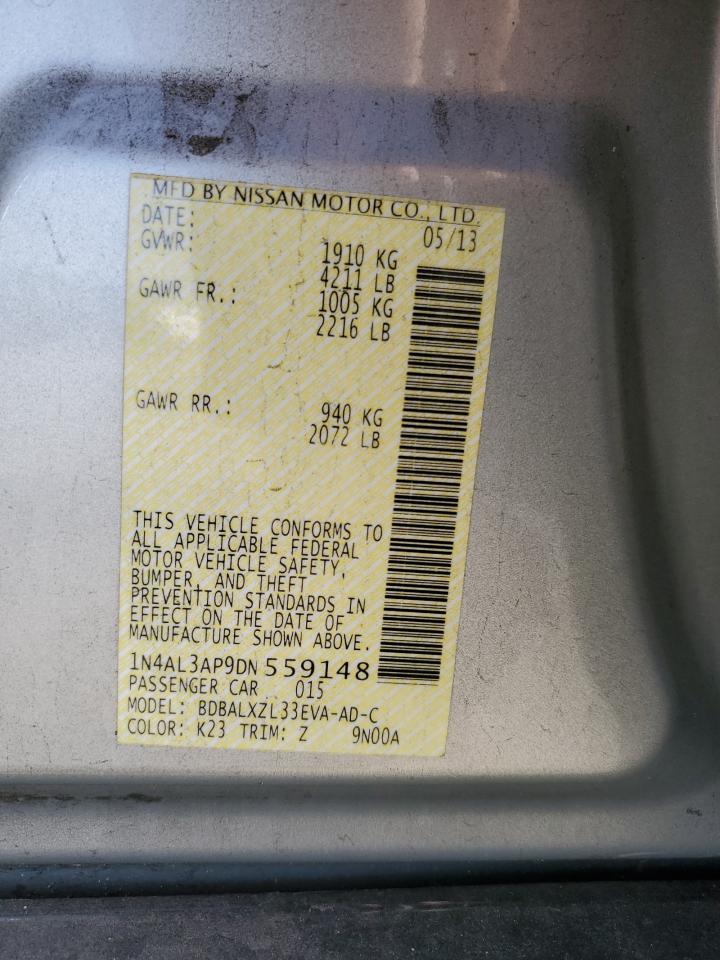 MFD BY NISSAN MOTOR CO., LTD.
DATE: 05/13
GVWR: 1910 KG
4211 LB
GAWR FR.: 1005 KG
2216 LB
GAWR RR.: 940 KG
2072 LB
THIS VEHICLE CONFORMS TO
ALL APPLICABLE FEDERAL
MOTOR VEHICLE SAFETY,
BUMPER, AND THEFT
PREVENTION STANDARDS IN
EFFECT ON THE DATE OF
MANUFACTURE SHOWN ABOVE.
1N4AL3AP9DN 559148
PASSENGER CAR 015
MODEL: BDBALXZL33EVA-AD-C
COLOR: K23 TRIM: Z 9N00A